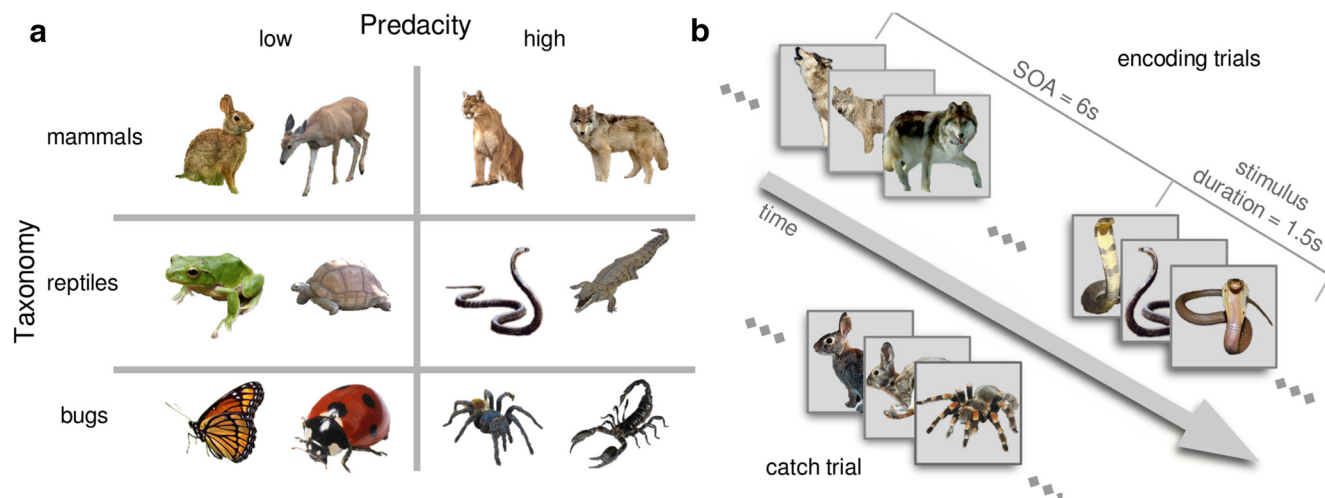 a
Predacity
low
high
Taxonomy
mammals
reptiles
bugs
b
encoding trials
SOA = 6s
stimulus
duration = 1.5s
time
catch trial